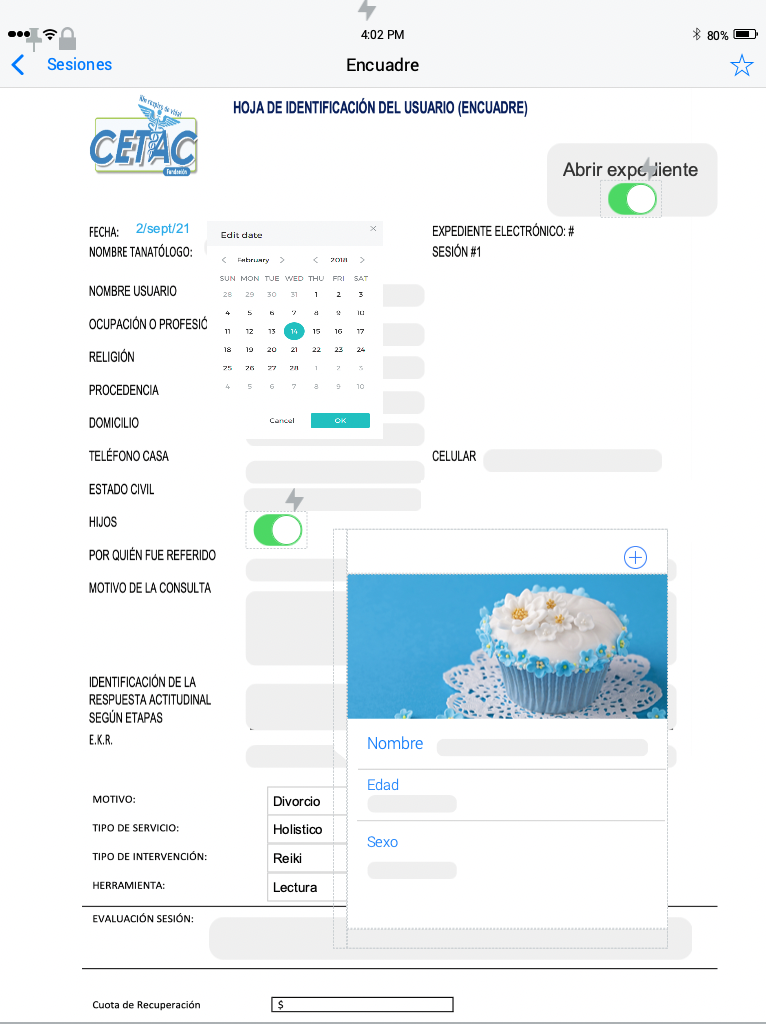 4:02 PM
80%
Sesiones
Encuadre
Me respira de vida!
CETAC
Fundación
HOJA DE IDENTIFICACIÓN DEL USUARIO (ENCUADRE)
Abrir expediente
FECHA: 2/sept/21
EXPEDIENTE ELECTRÓNICO: #
NOMBRE TANATÓLOGO:
SESIÓN #1
Edit date
February 2018
SUN MON TUE WED THU FRI SAT
28 29 30 31 1 2 3
4 5 6 7 8 9 10
11 12 13 14 15 16 17
18 19 20 21 22 23 24
25 26 27 28 1 2 3
4 5 6 7 8 9 10
Cancel OK
NOMBRE USUARIO
OCUPACIÓN O PROFESIÓ
RELIGIÓN
PROCEDENCIA
DOMICILIO
TELÉFONO CASA
CELULAR
ESTADO CIVIL
HIJOS
POR QUIÉN FUE REFERIDO
MOTIVO DE LA CONSULTA
IDENTIFICACIÓN DE LA
RESPUESTA ACTITUDINAL
SEGÚN ETAPAS
E.K.R.
Nombre
Edad
Sexo
MOTIVO: Divorcio
TIPO DE SERVICIO: Holistico
TIPO DE INTERVENCIÓN: Reiki
HERRAMIENTA: Lectura
EVALUACIÓN SESIÓN:
Cuota de Recuperación $